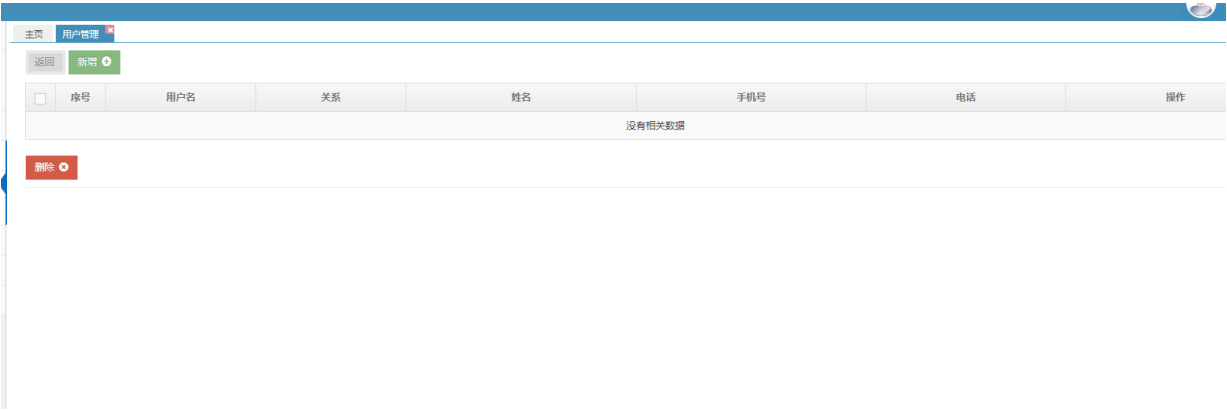 主页 用户管理
返回 新增
序号 用户名 关系 姓名 手机号 电话 操作
没有相关数据
删除